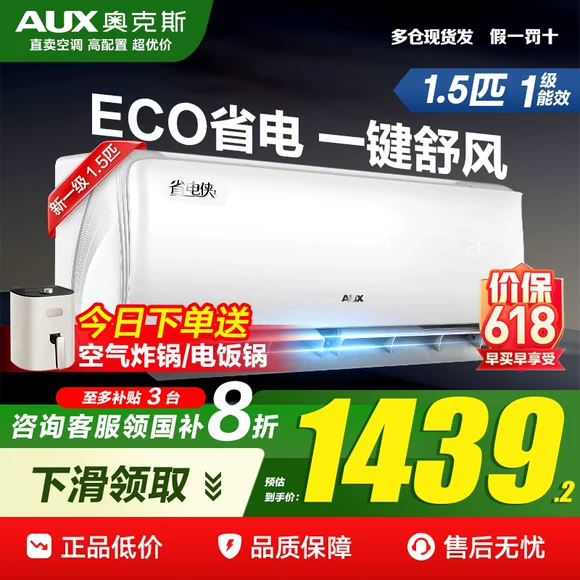 AUX奥克斯
直卖空调 高配置 超优价
多仓现货发 假一罚十
1.5匹 1级能效
ECO省电 一键舒风
新一级 1.5匹
省电侠
26
AUX
价保
618
早买早享受
今日下单送
空气炸锅/电饭锅
至多补贴 3 台
咨询客服领国补8折
下滑领取
预估
到手价:
1439.2
正品低价
品质保障
售后无忧